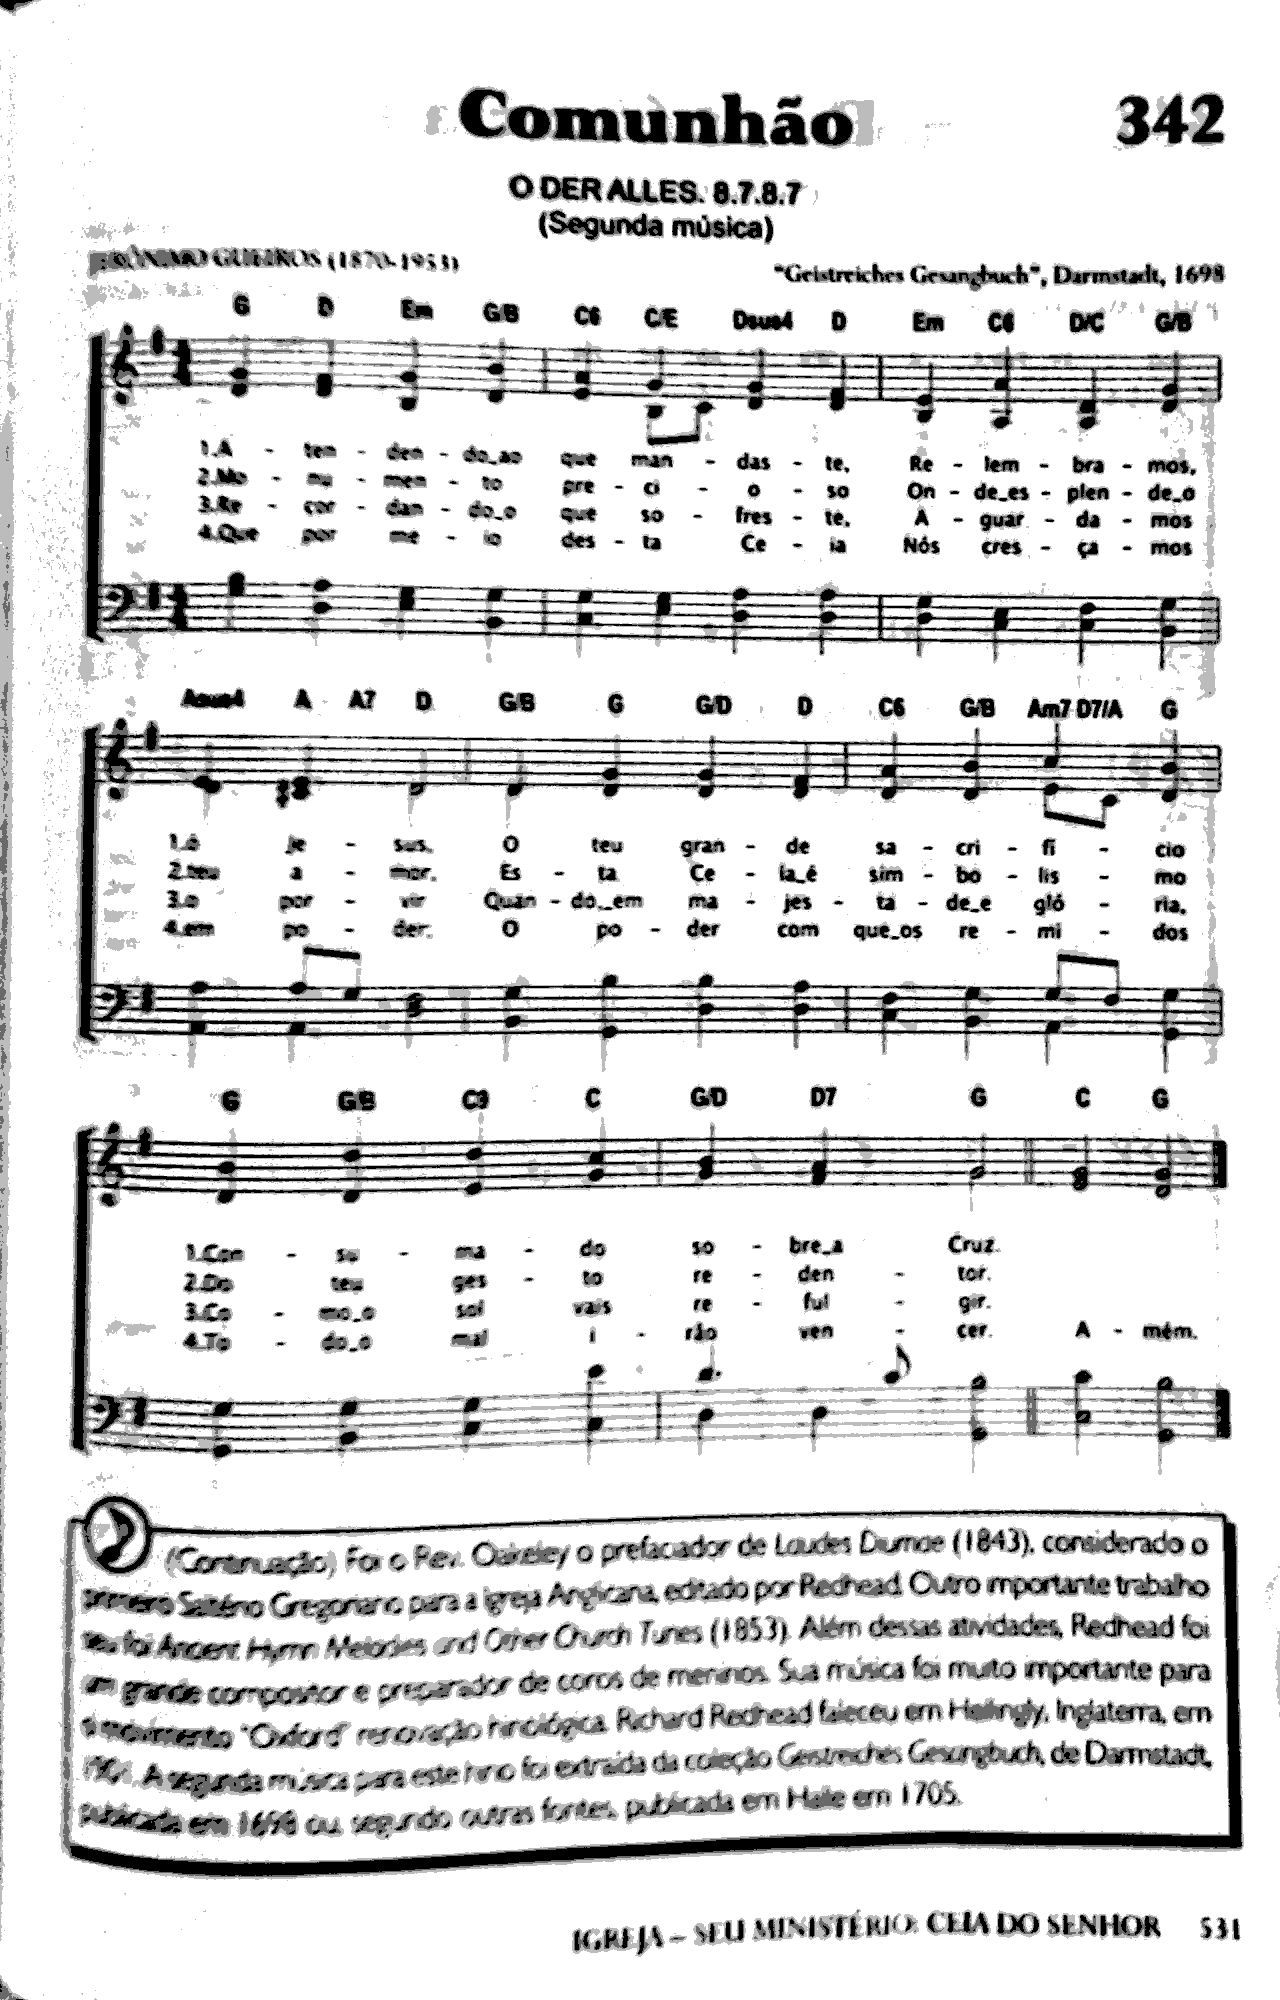 Comunhão 342
O DER ALLES. 8.7.8.7
(Segunda música)
JERÔNIMO GUEIROS (1870-1953) "Geistreiches Gesangbuch", Darmstadt, 1698
G D Em G/B C6 C/E Dsus4 D Em C6 D/C G/B
1.A - ten - den - do_ao que man - das - te, Re - lem - bra - mos,
2.Mo - nu - men - to pre - ci - o - so On - de_es - plen - de_o
3.Re - cor - dan - do_o que so - fres - te, A - guar - da - mos
4.Que por me - io des - ta Ce - ia Nós cres - ça - mos
Asus4 A A7 D G/B G G/D D C6 G/B Am7 D7/A G
1.ó Je - sus, O teu gran - de sa - cri - fí - cio
2.teu a - mor, Es - ta Ce - ia_é sim - bo - lis - mo
3.o por - vir Quan - do_em ma - jes - ta - de_e gló - ria,
4.em po - der. O po - der com que_os re - mi - dos
G G/B C9 C G/D D7 G C G
1.Con - su - ma - do so - bre_a Cruz.
2.Do teu ges - to re - den - tor.
3.Co - mo_o sol vais re - ful - gir.
4.To - do_o mal i - rão ven - cer. A - mém.
(Continuação) Foi o Rev. Oakeley o prefaciador de Laudes Diurnae (1843), considerado o
primeiro Saltério Gregoriano para a Igreja Anglicana, editado por Redhead. Outro importante trabalho
seu foi Ancient Hymn Melodies and Other Church Tunes (1853). Além dessas atividades, Redhead foi
um grande compositor e preparador de coros de meninos. Sua música foi muito importante para
o movimento "Oxford" renovação hinológica. Richard Redhead faleceu em Hellingly, Inglaterra, em
1901. A segunda música para este hino foi extraída da coleção Geistreiches Gesangbuch, de Darmstadt,
publicada em 1698 ou, segundo outras fontes, publicada em Halle em 1705.
IGREJA – SEU MINISTÉRIO: CEIA DO SENHOR 531